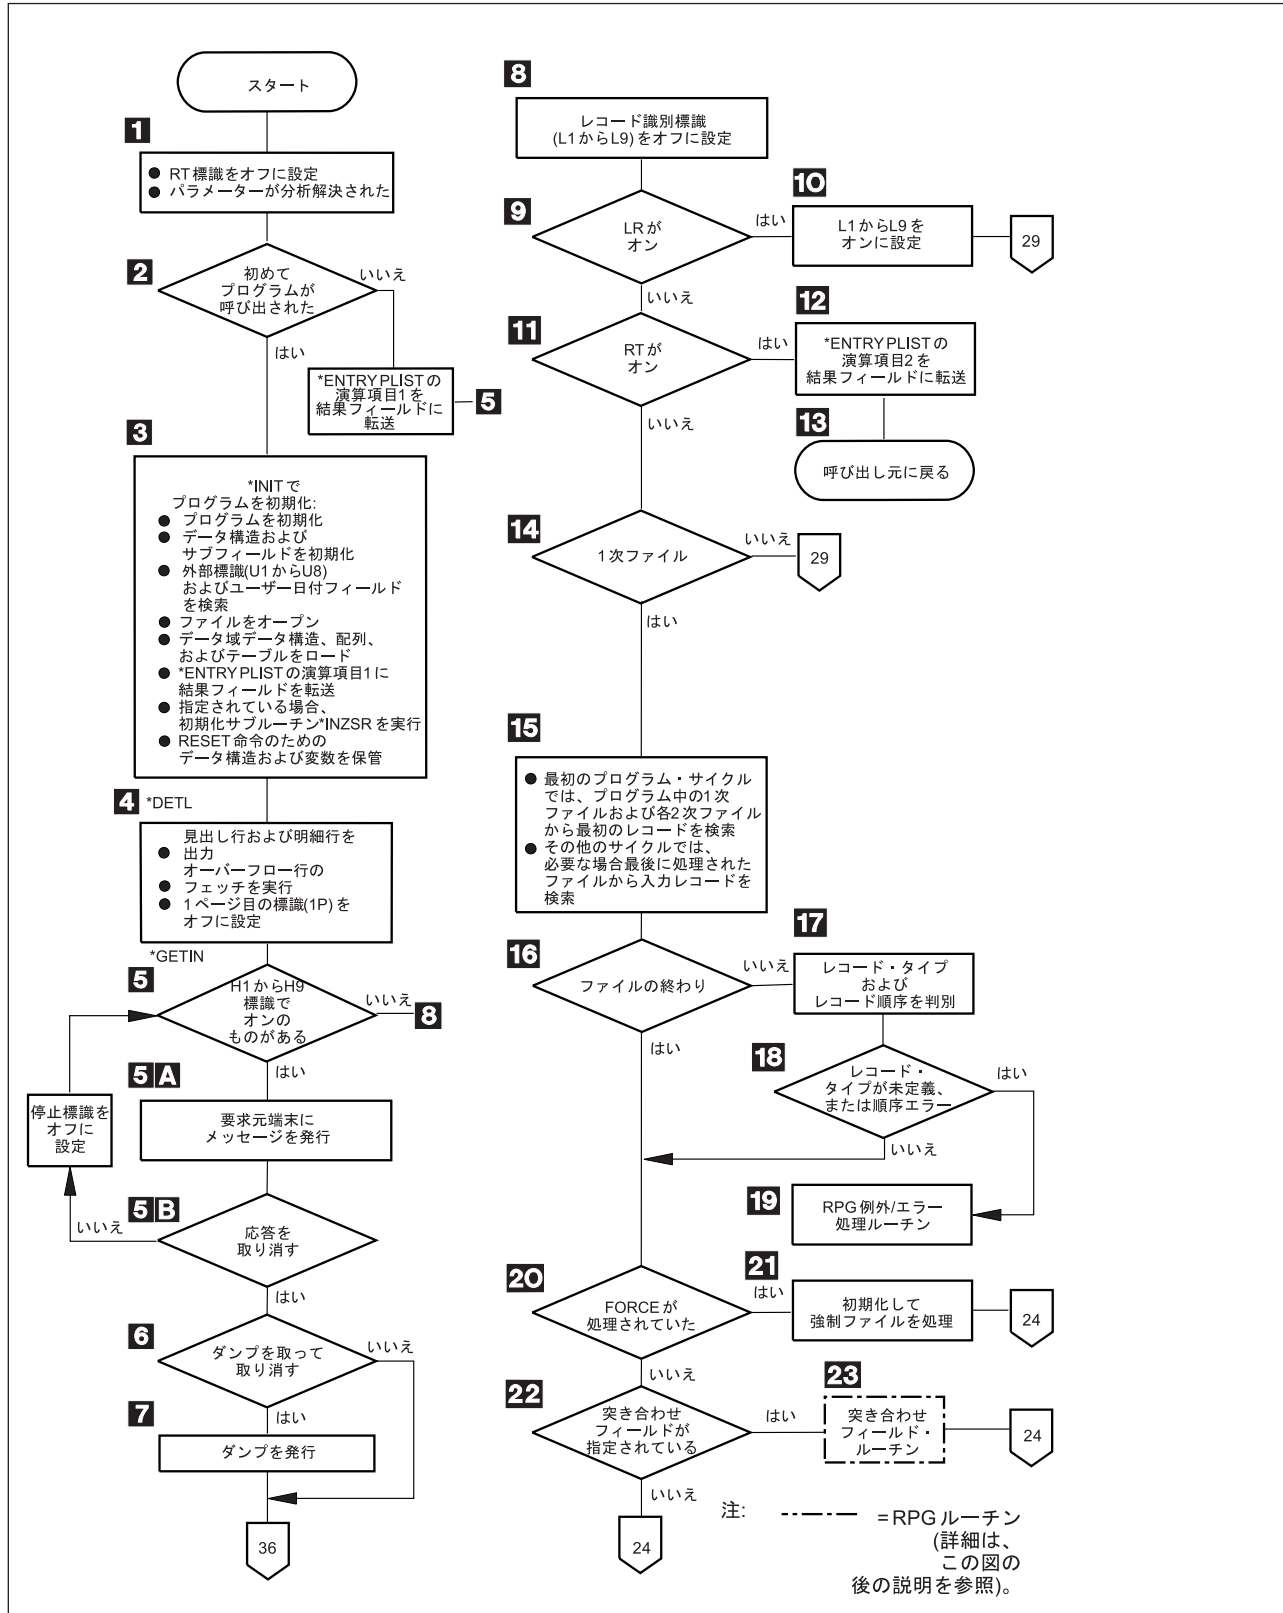 スタート
1
● RT標識をオフに設定
● パラメーターが分析解決された
2
初めて
プログラムが
呼び出された
いいえ
はい
*ENTRY PLISTの
演算項目1を
結果フィールドに
転送
5
3
*INITで
プログラムを初期化:
● プログラムを初期化
● データ構造および
サブフィールドを初期化
● 外部標識(U1からU8)
およびユーザー日付フィールド
を検索
● ファイルをオープン
● データ域データ構造、配列、
およびテーブルをロード
● *ENTRY PLISTの演算項目1に
結果フィールドを転送
● 指定されている場合、
初期化サブルーチン*INZSRを実行
● RESET命令のための
データ構造および変数を保管
4 *DETL
見出し行および明細行を
● 出力
オーバーフロー行の
● フェッチを実行
● 1ページ目の標識(1P)を
オフに設定
*GETIN
5
H1からH9
標識で
オンの
ものがある
いいえ
8
はい
5 A
要求元端末に
メッセージを発行
停止標識を
オフに
設定
5 B
いいえ
応答を
取り消す
はい
6
ダンプを取って
取り消す
いいえ
はい
7
ダンプを発行
36
8
レコード識別標識
(L1からL9)をオフに設定
9
LRが
オン
はい
10
L1からL9を
オンに設定
29
いいえ
11
RTが
オン
はい
12
*ENTRY PLISTの
演算項目2を
結果フィールドに転送
13
呼び出し元に戻る
いいえ
14
1次ファイル
いいえ
29
はい
15
● 最初のプログラム・サイクル
では、プログラム中の1次
ファイルおよび各2次ファイル
から最初のレコードを検索
● その他のサイクルでは、
必要な場合最後に処理された
ファイルから入力レコードを
検索
16
ファイルの終わり
いいえ
17
レコード・タイプ
および
レコード順序を判別
はい
18
レコード・
タイプが未定義、
または順序エラー
はい
いいえ
19
RPG例外/エラー
処理ルーチン
20
FORCEが
処理されていた
はい
21
初期化して
強制ファイルを処理
24
いいえ
22
突き合わせ
フィールドが
指定されている
はい
23
突き合わせ
フィールド・
ルーチン
24
いいえ
24
注: =RPGルーチン
(詳細は、
この図の
後の説明を参照)。